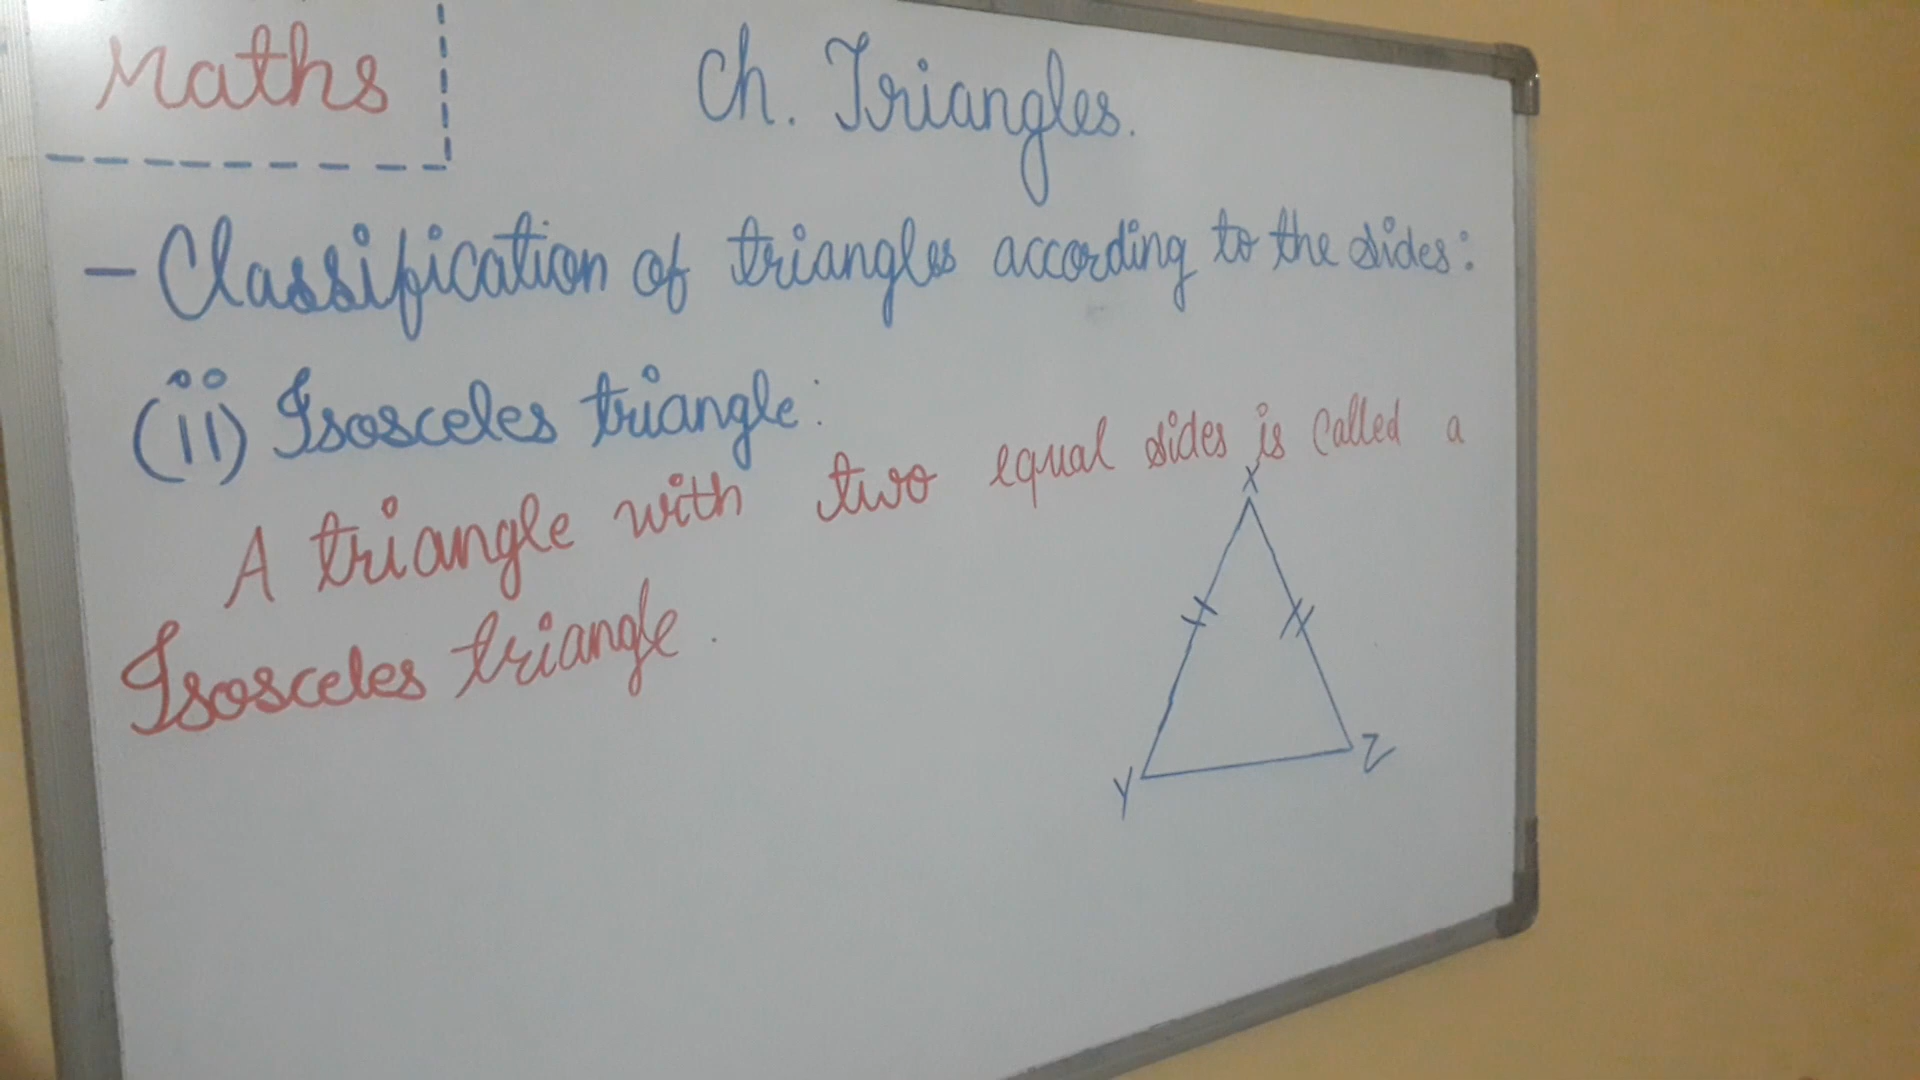 Maths
Ch. Triangles.
- Classification of triangles according to the sides:
(ii) Isosceles triangle:
A triangle with two equal sides is called a
Isosceles triangle.
X
Y
Z